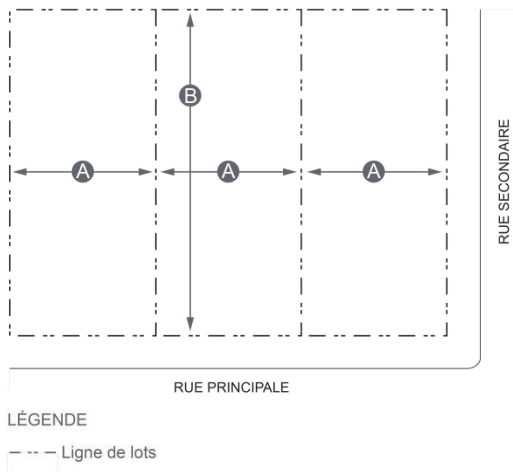 B
A A A
RUE SECONDAIRE
RUE PRINCIPALE
LÉGENDE
Ligne de lots